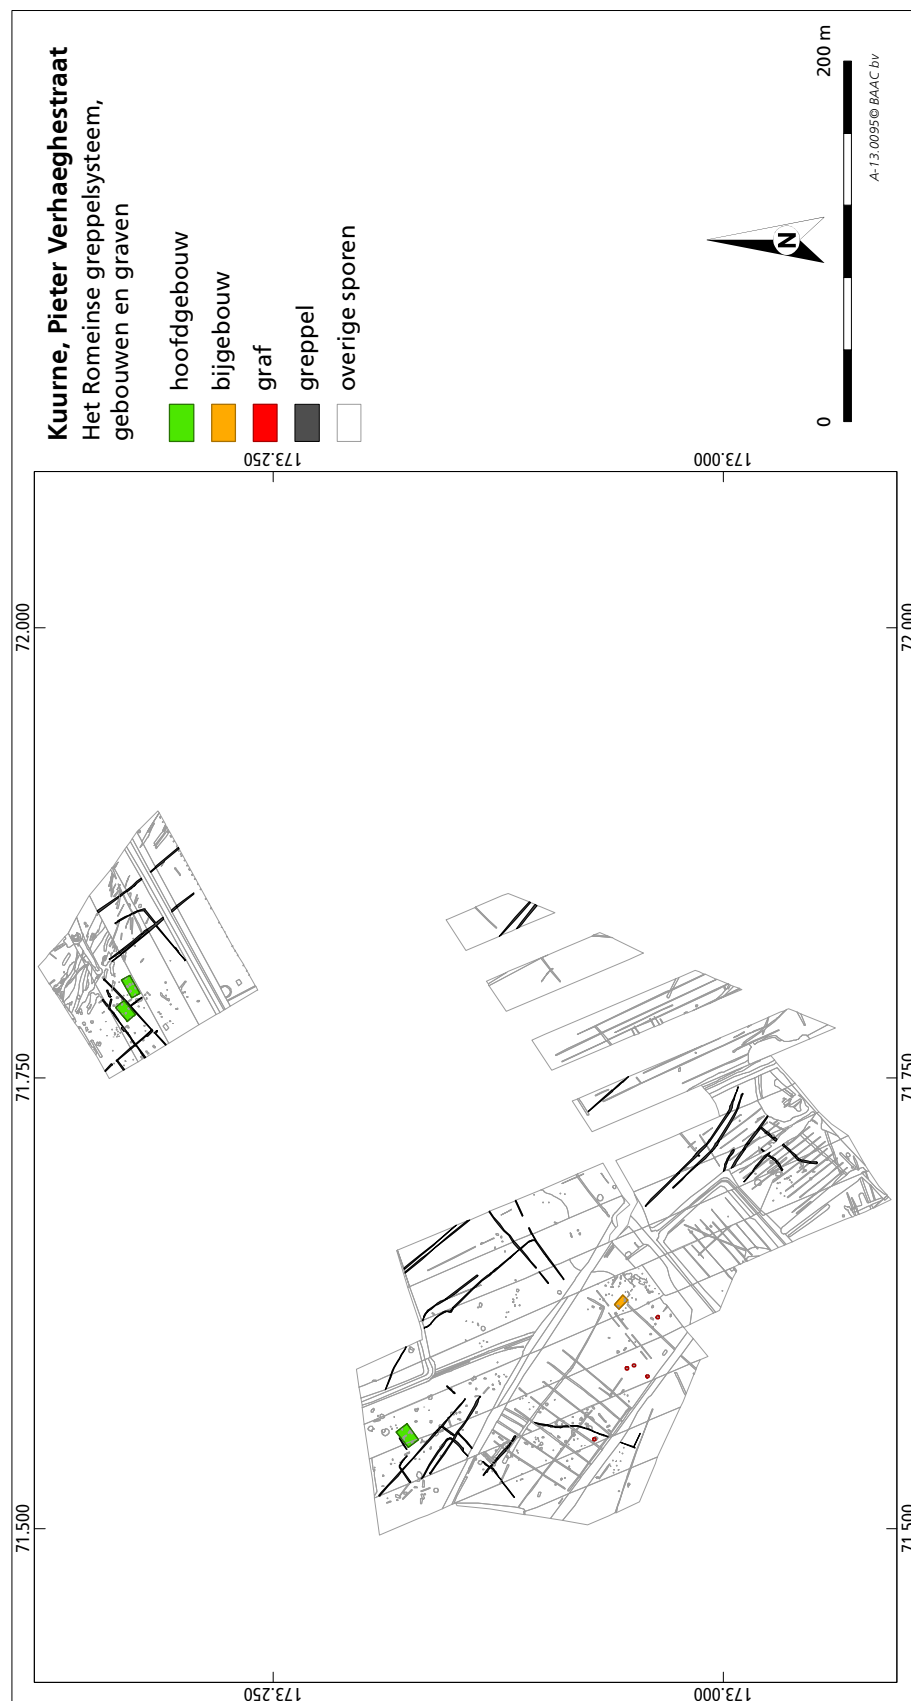 Kuurne, Pieter Verhaeghestraat
Het Romeinse greppelsysteem,
gebouwen en graven
hoofdgebouw
bijgebouw
graf
greppel
overige sporen
N
0
200 m
A-13.0095© BAAC bv
71.500
71.750
72.000
173.250
173.000
173.250
173.000
71.500
71.750
72.000